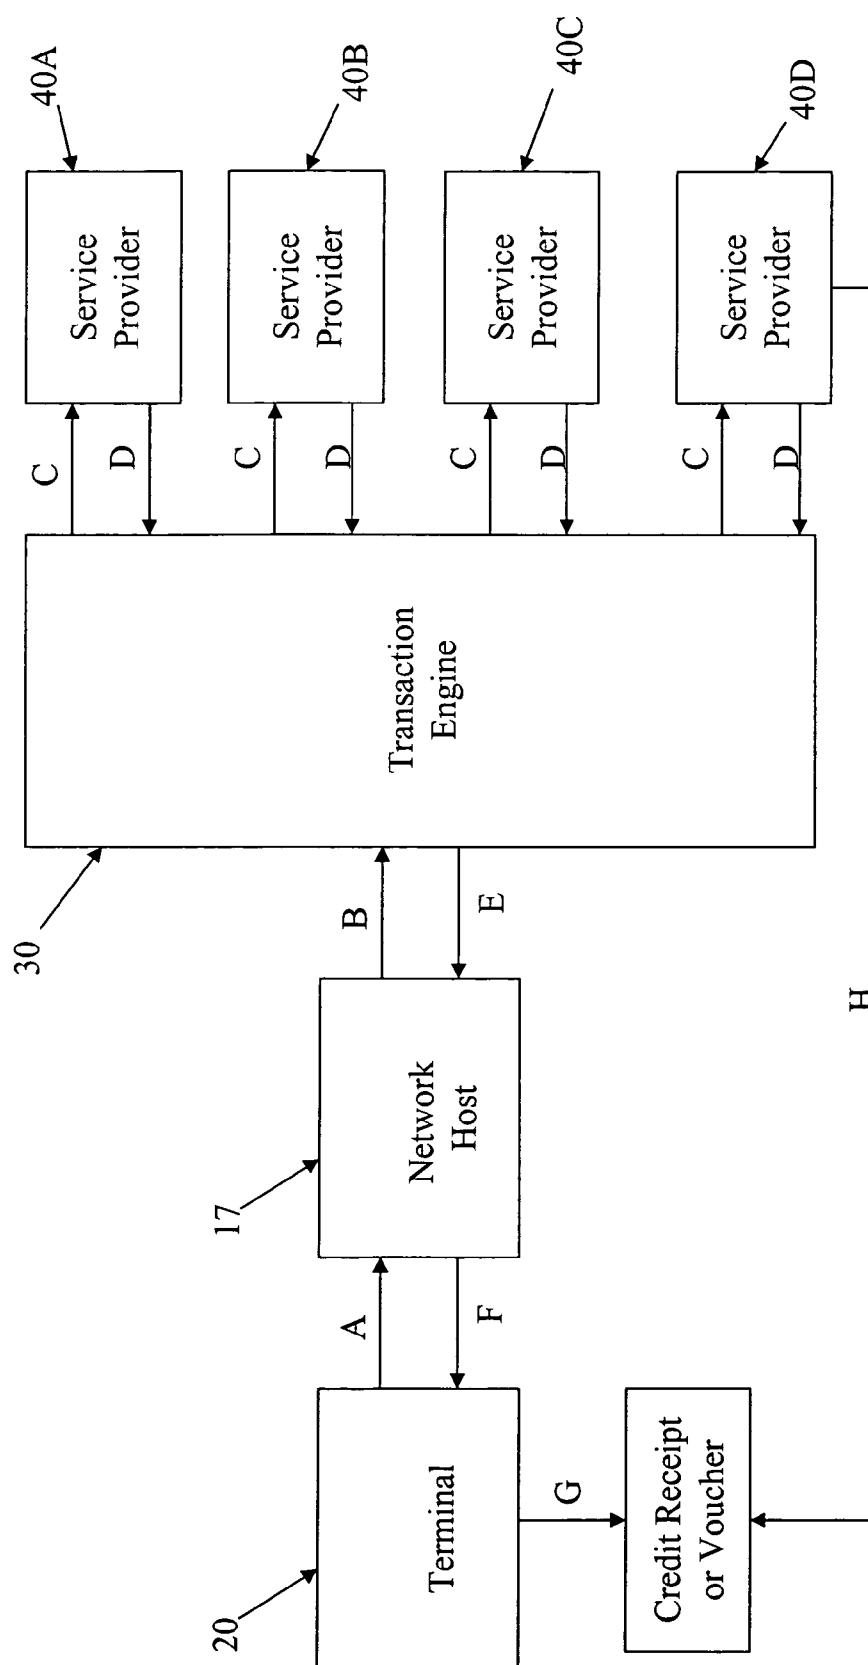 40A
40B
40C
40D
Service
Provider
Service
Provider
Service
Provider
Service
Provider
C
D
C
D
C
D
C
D
Transaction
Engine
30
B
E
H
Network
Host
17
A
F
Terminal
20
G
Credit Receipt
or Voucher